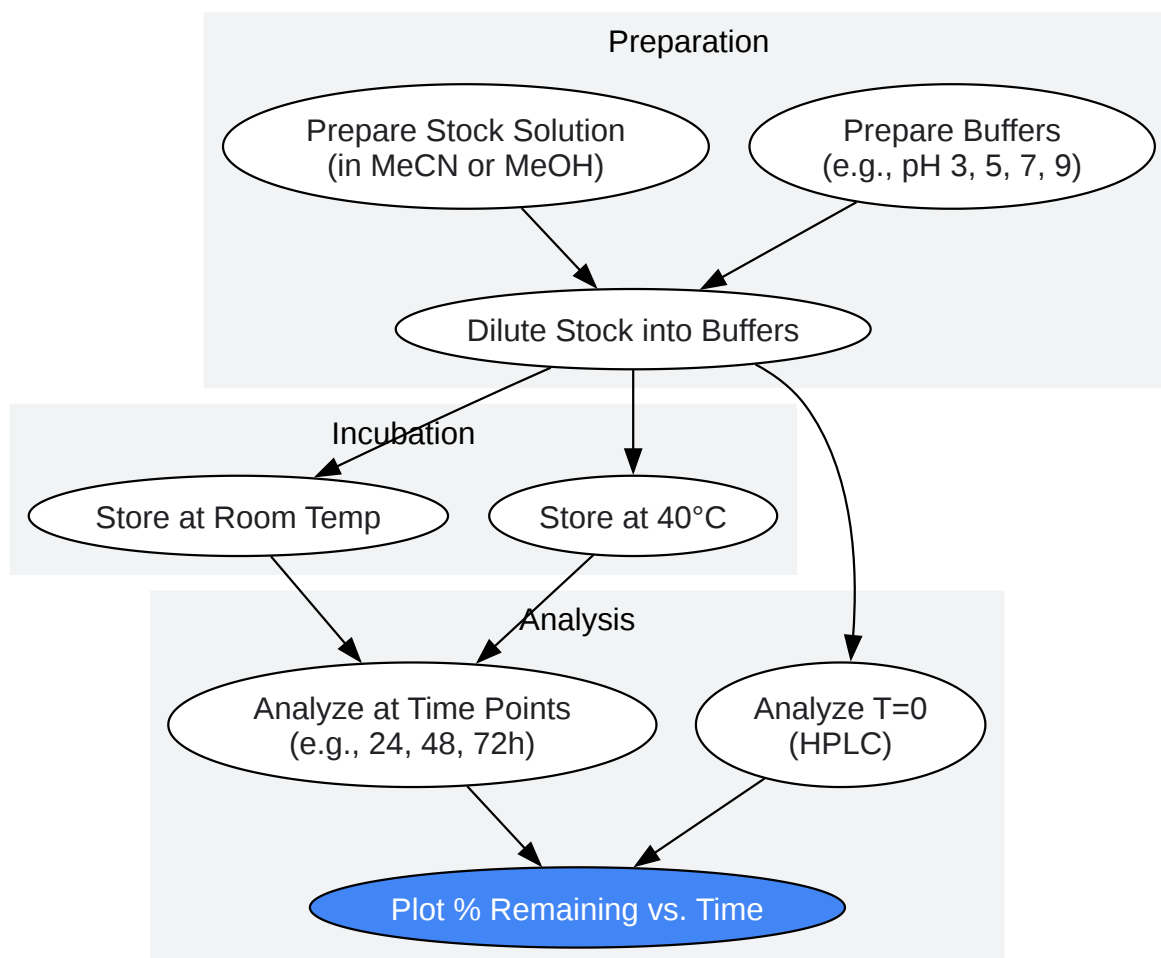 Preparation
Prepare Stock Solution
(in MeCN or MeOH)
Prepare Buffers
(e.g., pH 3, 5, 7, 9)
Dilute Stock into Buffers
Incubation
Store at Room Temp
Store at 40°C
Analysis
Analyze at Time Points
(e.g., 24, 48, 72h)
Analyze T=0
(HPLC)
Plot % Remaining vs. Time